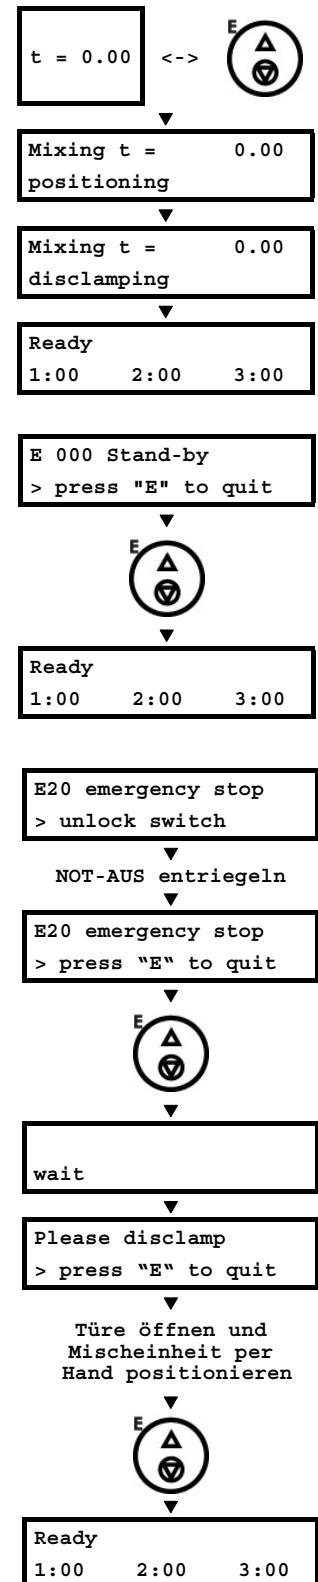 t = 0.00 <-> E
Mixing t = 0.00
positioning
Mixing t = 0.00
disclamping
Ready
1:00 2:00 3:00
E 000 Stand-by
> press "E" to quit
E
Ready
1:00 2:00 3:00
E20 emergency stop
> unlock switch
NOT-AUS entriegeln
E20 emergency stop
> press “E“ to quit
E
wait
Please disclamp
> press “E“ to quit
Türe öffnen und
Mischeinheit per
Hand positionieren
E
Ready
1:00 2:00 3:00